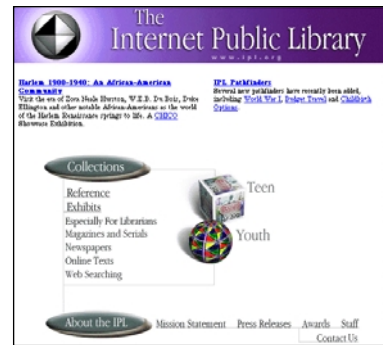 The
Internet Public Library
www.ipl.org
Harlem 1900-1940: An African-American
Community
Visit the era of Zora Neale Hurston, W.E.B. Du Bois, Duke
Ellington and other notable African-Americans as the world
of the Harlem Renaissance springs to life. A CHICO
Showcase Exhibition.
IPL Pathfinders
Several new pathfinders have recently been added,
including World War I, Budget Travel and Childbirth
Options.
Collections
Reference
Exhibits
Especially For Librarians
Magazines and Serials
Newspapers
Online Texts
Web Searching
Teen
Youth
About the IPL
Mission Statement Press Releases Awards Staff
Contact Us